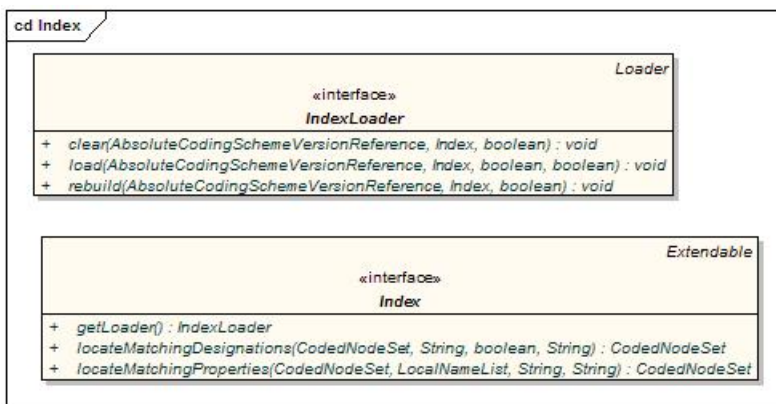 cd Index
Loader
«interface»
IndexLoader
+ clear(AbsoluteCodingSchemeVersionReference, Index, boolean) : void
+ load(AbsoluteCodingSchemeVersionReference, Index, boolean, boolean) : void
+ rebuild(AbsoluteCodingSchemeVersionReference, Index, boolean) : void
Extendable
«interface»
Index
+ getLoader() : IndexLoader
+ locateMatchingDesignations(CodedNodeSet, String, boolean, String) : CodedNodeSet
+ locateMatchingProperties(CodedNodeSet, LocalNameList, String, String) : CodedNodeSet